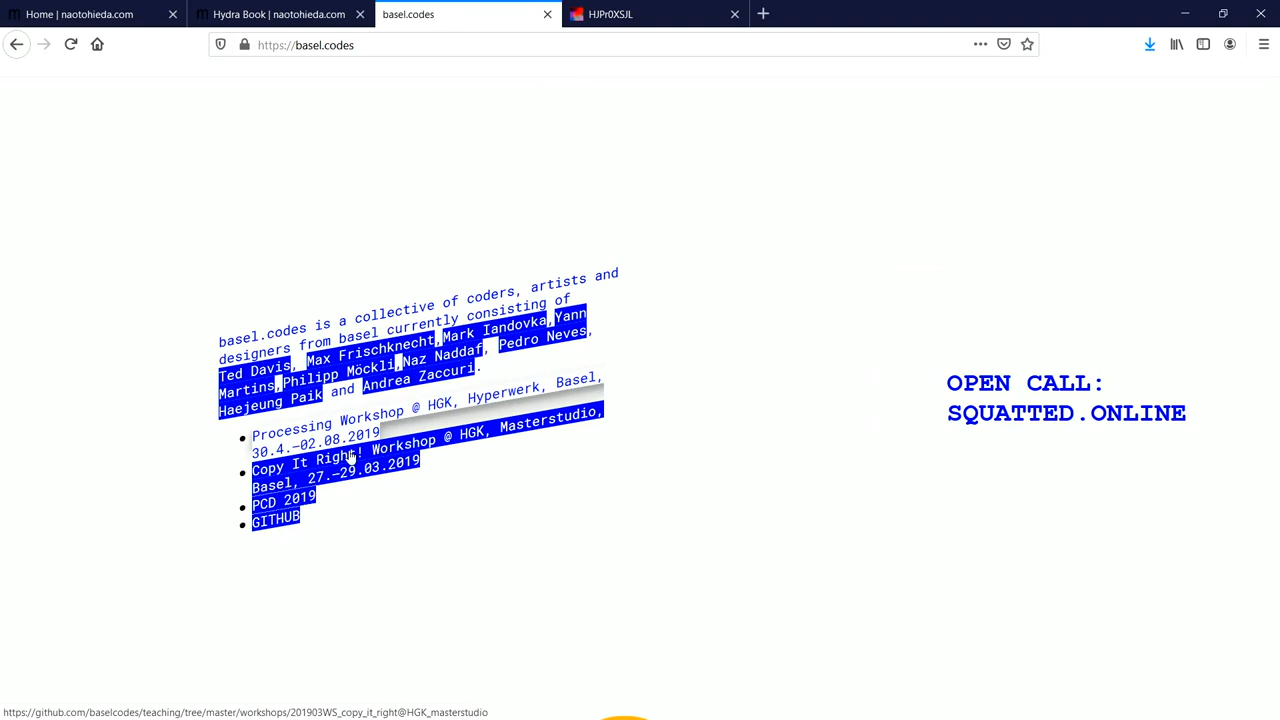 Home | naotohieda.com
Hydra Book | naotohieda.com
basel.codes
HJPr0XSJL
https://basel.codes
basel.codes is a collective of coders, artists and
designers from basel currently consisting of
Ted Davis, Max Frischknecht,Mark Iandovka,Yann
Martins,Philipp Möckli,Naz Naddaf, Pedro Neves,
Haejeung Paik and Andrea Zaccuri.
Processing Workshop @ HGK, Hyperwerk, Basel,
30.4.–02.08.2019
Copy It Right! Workshop @ HGK, Masterstudio,
Basel, 27.–29.03.2019
PCD 2019
GITHUB
OPEN CALL:
SQUATTED.ONLINE
https://github.com/baselcodes/teaching/tree/master/workshops/201903WS_copy_it_right@HGK_masterstudio